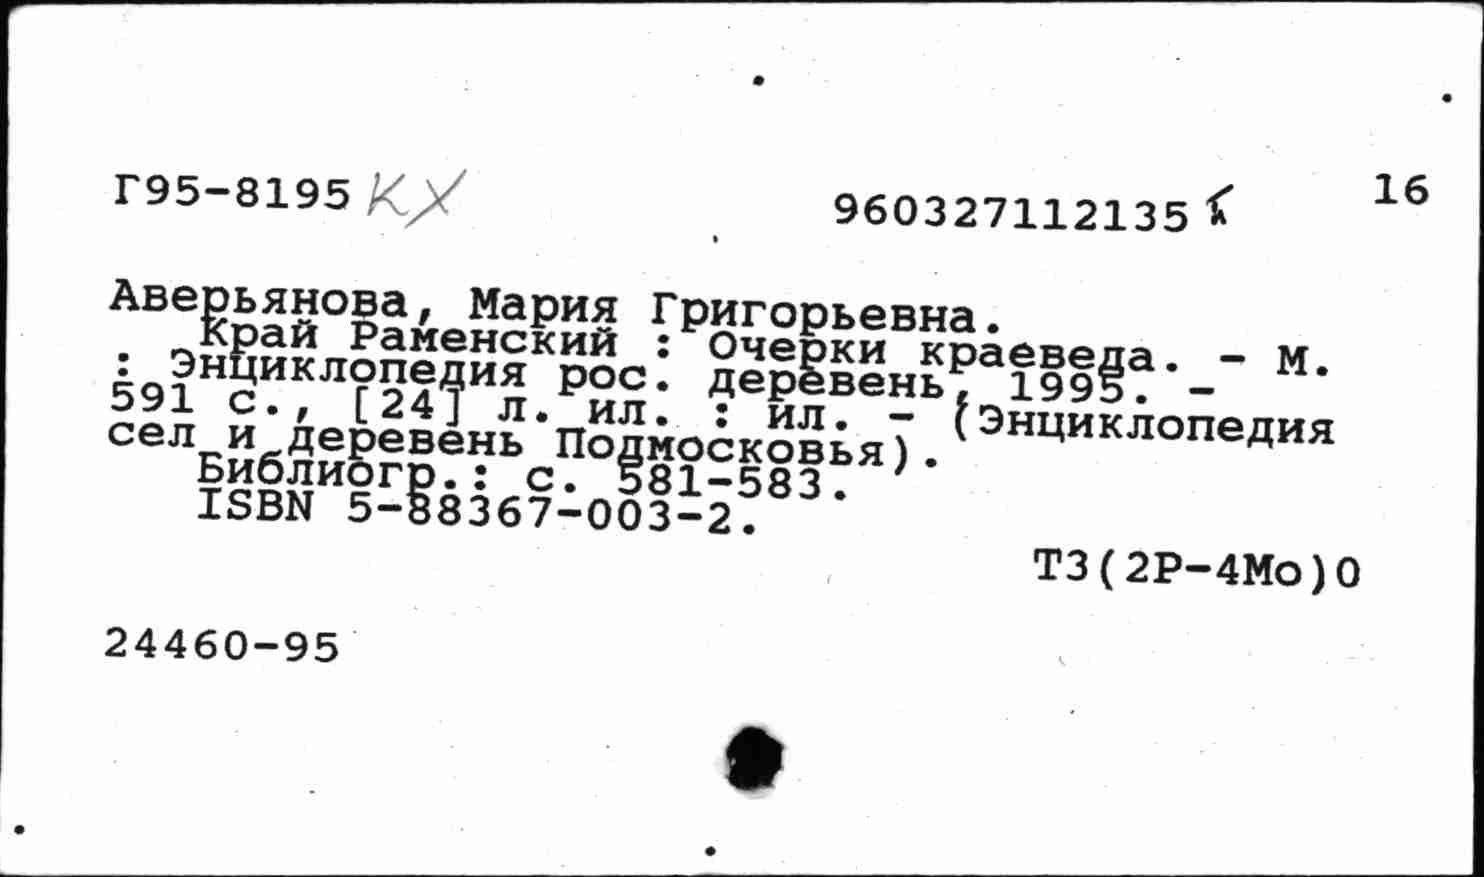 Г95-8195 КХ 960327112135 16
Аверьянова, Мария Григорьевна.
Край Раменский : Очерки краеведа. - М.
: Энциклопедия рос. деревень, 1995. -
591 с., [24] л. ил. : ил. - (Энциклопедия
сел и деревень Подмосковья).
Библиогр.: с. 581-583.
ISBN 5-88367-003-2.
Т3(2Р-4Мо)0
24460-95